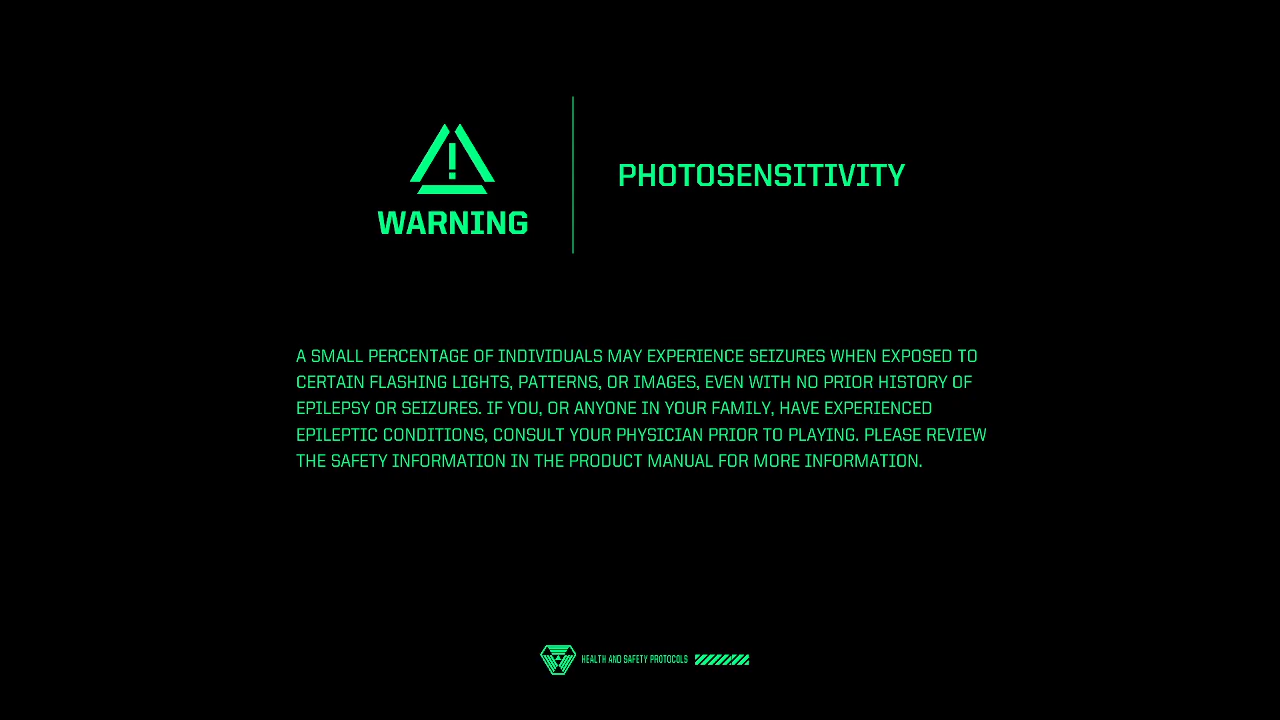 WARNING
PHOTOSENSITIVITY
A SMALL PERCENTAGE OF INDIVIDUALS MAY EXPERIENCE SEIZURES WHEN EXPOSED TO
CERTAIN FLASHING LIGHTS, PATTERNS, OR IMAGES, EVEN WITH NO PRIOR HISTORY OF
EPILEPSY OR SEIZURES. IF YOU, OR ANYONE IN YOUR FAMILY, HAVE EXPERIENCED
EPILEPTIC CONDITIONS, CONSULT YOUR PHYSICIAN PRIOR TO PLAYING. PLEASE REVIEW
THE SAFETY INFORMATION IN THE PRODUCT MANUAL FOR MORE INFORMATION.
HEALTH AND SAFETY PROTOCOLS